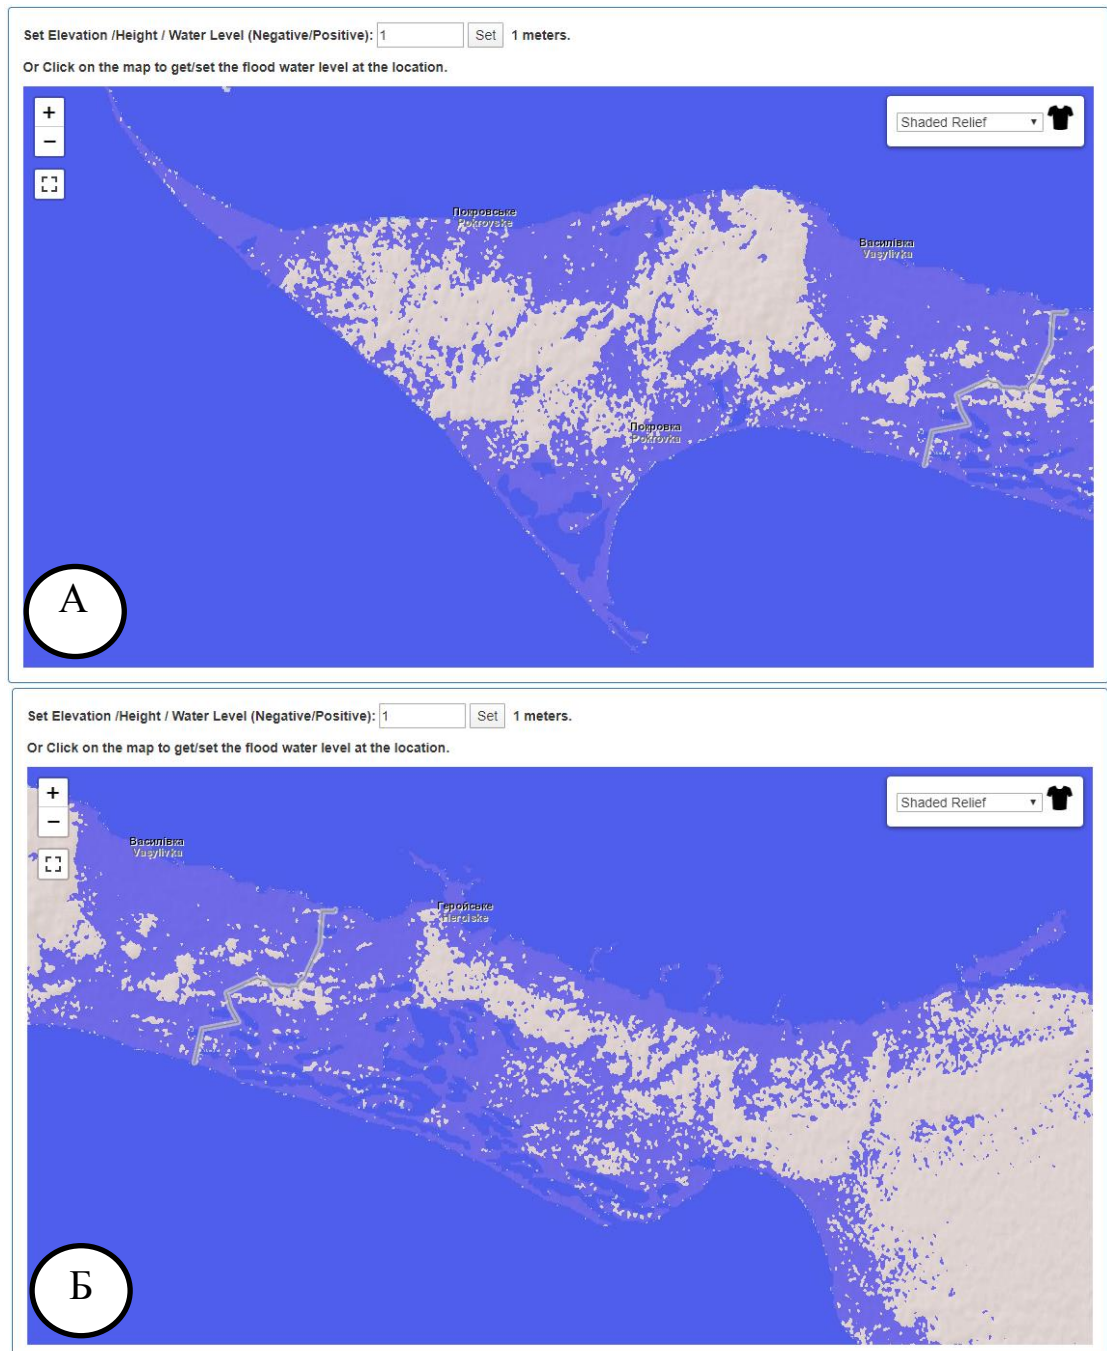 Set Elevation /Height / Water Level (Negative/Positive): 1 Set 1 meters.
Or Click on the map to get/set the flood water level at the location.
+
Shaded Relief
−
Покровське
Pokrovske
Василівка
Vasylivka
Покровка
Pokrovka
А
Set Elevation /Height / Water Level (Negative/Positive): 1 Set 1 meters.
Or Click on the map to get/set the flood water level at the location.
+
Shaded Relief
−
Василівка
Vasylivka
Геройське
Heroiske
Б